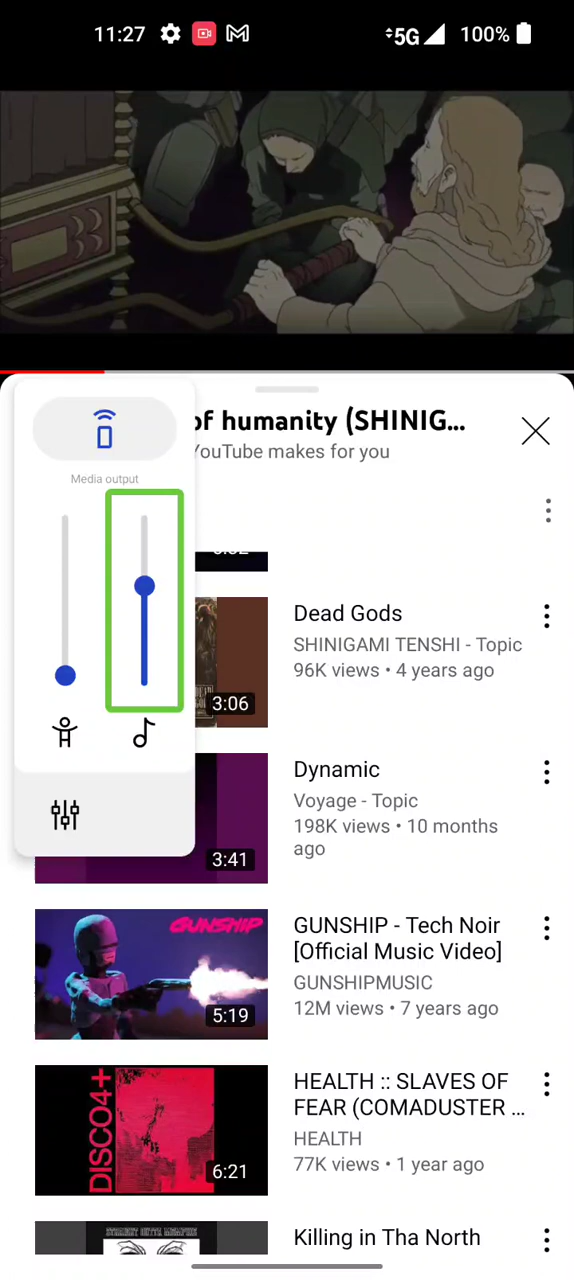 11:27
5G
100%
of humanity (SHINIG...
YouTube makes for you
Media output
Dead Gods
SHINIGAMI TENSHI - Topic
96K views • 4 years ago
3:06
Dynamic
Voyage - Topic
198K views • 10 months
ago
3:41
GUNSHIP
GUNSHIP - Tech Noir
[Official Music Video]
GUNSHIPMUSIC
12M views • 7 years ago
5:19
DISCO4+
HEALTH :: SLAVES OF
FEAR (COMADUSTER ...
HEALTH
77K views • 1 year ago
6:21
Killing in Tha North